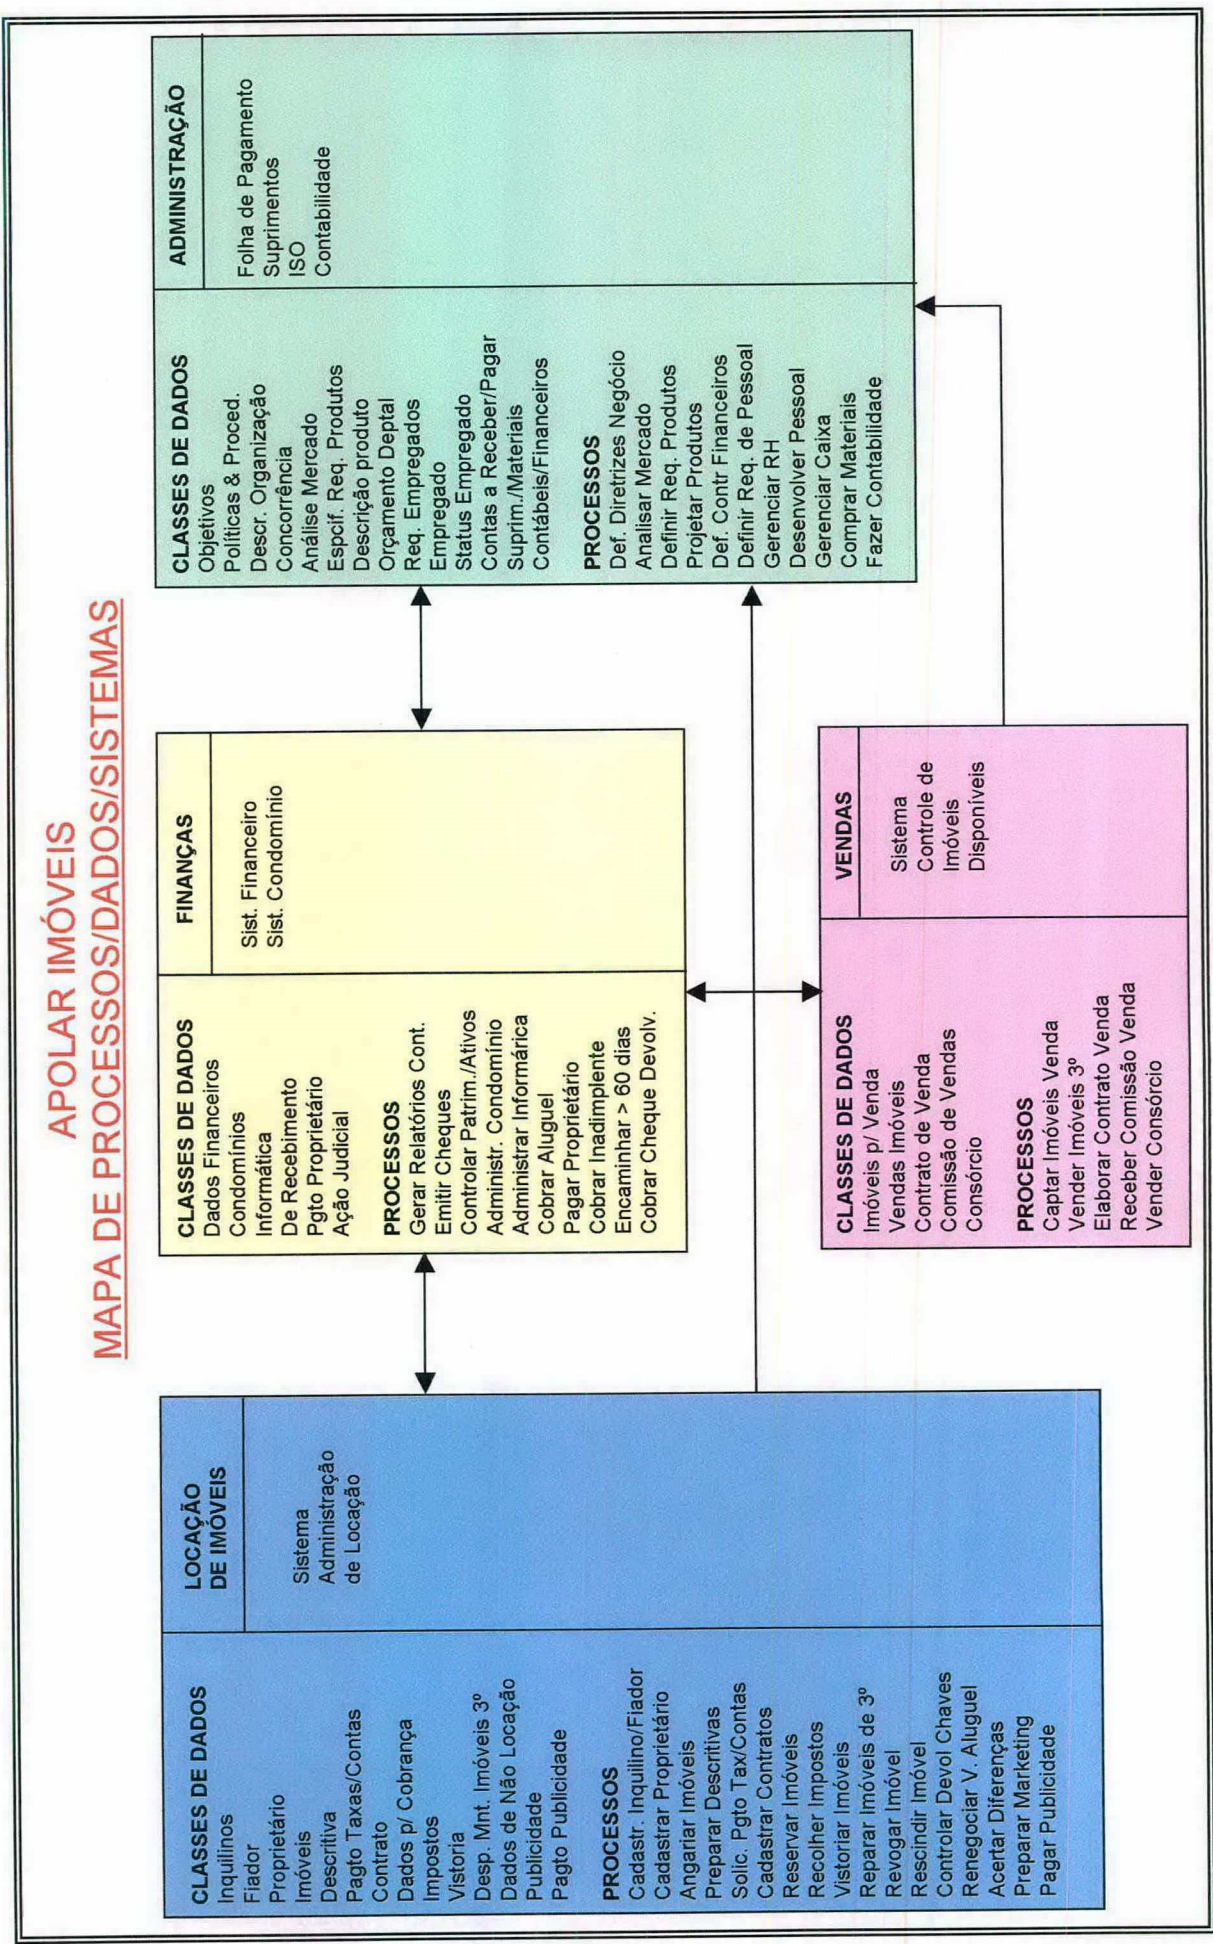 APOLAR IMÓVEIS
MAPA DE PROCESSOS/DADOS/SISTEMAS
LOCAÇÃO
DE IMÓVEIS
Sistema
Administração
de Locação
CLASSES DE DADOS
Inquilinos
Fiador
Proprietário
Imóveis
Descritiva
Pagto Taxas/Contas
Contrato
Dados p/ Cobrança
Impostos
Vistoria
Desp. Mnt. Imóveis 3º
Dados de Não Locação
Publicidade
Pagto Publicidade
PROCESSOS
Cadastr. Inquilino/Fiador
Cadastrar Proprietário
Angariar Imóveis
Preparar Descritivas
Solic. Pgto Tax/Contas
Cadastrar Contratos
Reservar Imóveis
Recolher Impostos
Vistoriar Imóveis
Reparar Imóveis de 3º
Revogar Imóvel
Rescindir Imóvel
Controlar Devol Chaves
Renegociar V. Aluguel
Acertar Diferenças
Preparar Marketing
Pagar Publicidade
FINANÇAS
Sist. Financeiro
Sist. Condomínio
CLASSES DE DADOS
Dados Financeiros
Condomínios
Informática
De Recebimento
Pgto Proprietário
Ação Judicial
PROCESSOS
Gerar Relatórios Cont.
Emitir Cheques
Controlar Patrim./Ativos
Administr. Condomínio
Administrar Informárica
Cobrar Aluguel
Pagar Proprietário
Cobrar Inadimplente
Encaminhar > 60 dias
Cobrar Cheque Devolv.
VENDAS
Sistema
Controle de
Imóveis
Disponíveis
CLASSES DE DADOS
Imóveis p/ Venda
Vendas Imóveis
Contrato de Venda
Comissão de Vendas
Consórcio
PROCESSOS
Captar Imóveis Venda
Vender Imóveis 3º
Elaborar Contrato Venda
Receber Comissão Venda
Vender Consórcio
ADMINISTRAÇÃO
Folha de Pagamento
Suprimentos
ISO
Contabilidade
CLASSES DE DADOS
Objetivos
Políticas & Proced.
Descr. Organização
Concorrência
Análise Mercado
Espcif. Req. Produtos
Descrição produto
Orçamento Deptal
Req. Empregados
Empregado
Status Empregado
Contas a Receber/Pagar
Suprim./Materiais
Contábeis/Financeiros
PROCESSOS
Def. Diretrizes Negócio
Analisar Mercado
Definir Req. Produtos
Projetar Produtos
Def. Contr Financeiros
Definir Req. de Pessoal
Gerenciar RH
Desenvolver Pessoal
Gerenciar Caixa
Comprar Materiais
Fazer Contabilidade